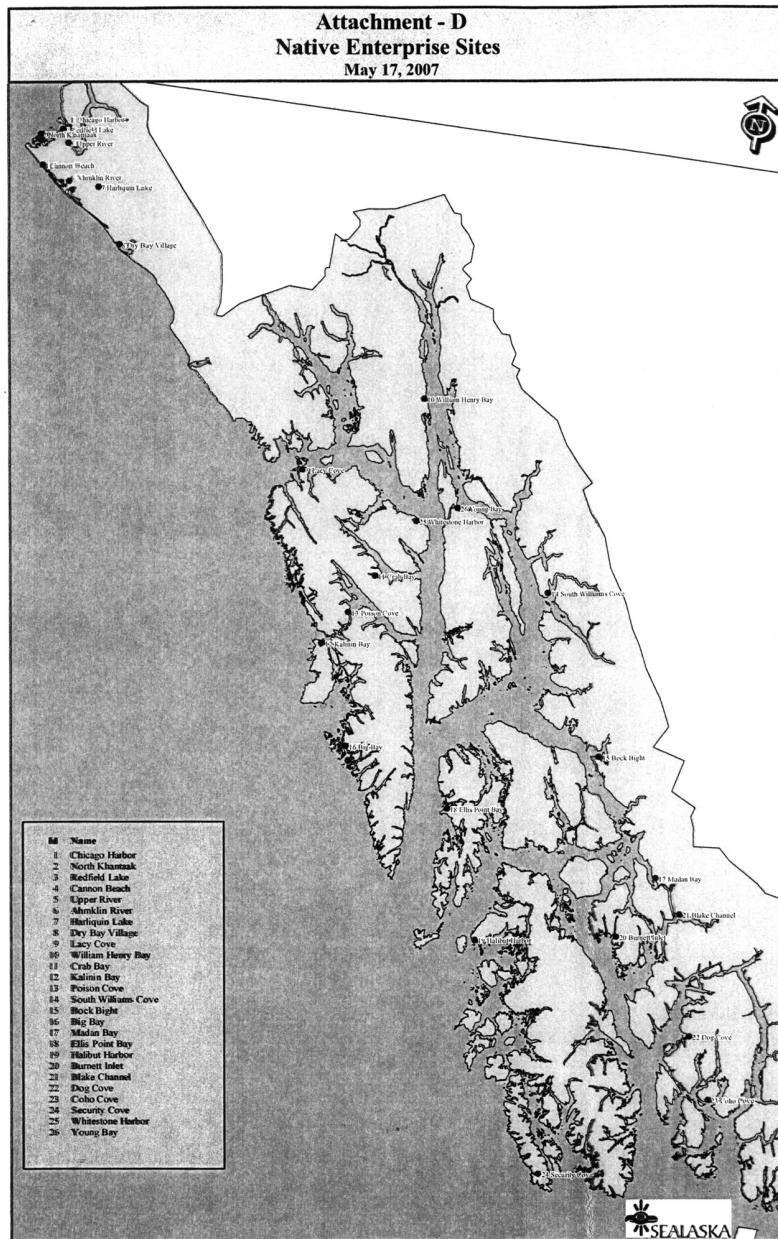 Attachment - D
Native Enterprise Sites
May 17, 2007
N
1 Chicago Harbor
Redfield Lake
North Khantaak
Upper River
Cannon Beach
Ahrnklin River
7 Harliquin Lake
Dry Bay Village
10 William Henry Bay
Lacy Cove
26 Young Bay
25 Whitestone Harbor
Crab Bay
14 South Williams Cove
13 Poison Cove
12 Kalinin Bay
16 Big Bay
15 Bock Bight
18 Ellis Point Bay
17 Madan Bay
21 Blake Channel
20 Burnett Inlet
19 Halibut Harbor
22 Dog Cove
23 Coho Cove
24 Security Cove
Id Name
1 Chicago Harbor
2 North Khantaak
3 Redfield Lake
4 Cannon Beach
5 Upper River
6 Ahrnklin River
7 Harliquin Lake
8 Dry Bay Village
9 Lacy Cove
10 William Henry Bay
11 Crab Bay
12 Kalinin Bay
13 Poison Cove
14 South Williams Cove
15 Bock Bight
16 Big Bay
17 Madan Bay
18 Ellis Point Bay
19 Halibut Harbor
20 Burnett Inlet
21 Blake Channel
22 Dog Cove
23 Coho Cove
24 Security Cove
25 Whitestone Harbor
26 Young Bay
SEALASKA